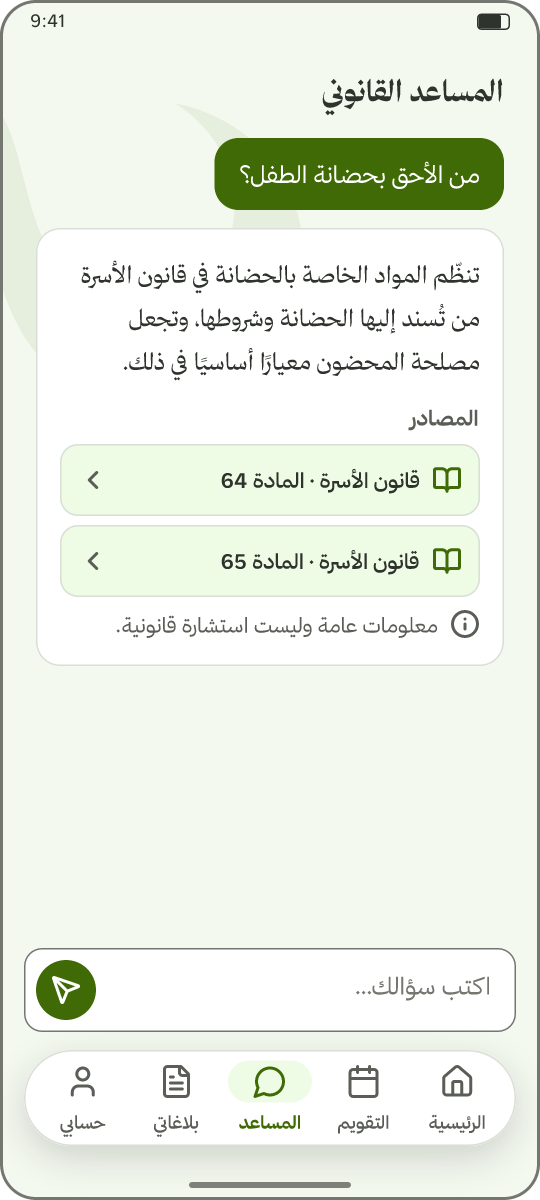 9:41
المساعد القانوني
من الأحق بحضانة الطفل؟
تنظّم المواد الخاصة بالحضانة في قانون الأسرة
من تُسند إليها الحضانة وشروطها، وتجعل
مصلحة المحضون معيارًا أساسيًا في ذلك.
المصادر
قانون الأسرة · المادة 64
قانون الأسرة · المادة 65
معلومات عامة وليست استشارة قانونية.
اكتب سؤالك...
الرئيسية
التقويم
المساعد
بلاغاتي
حسابي